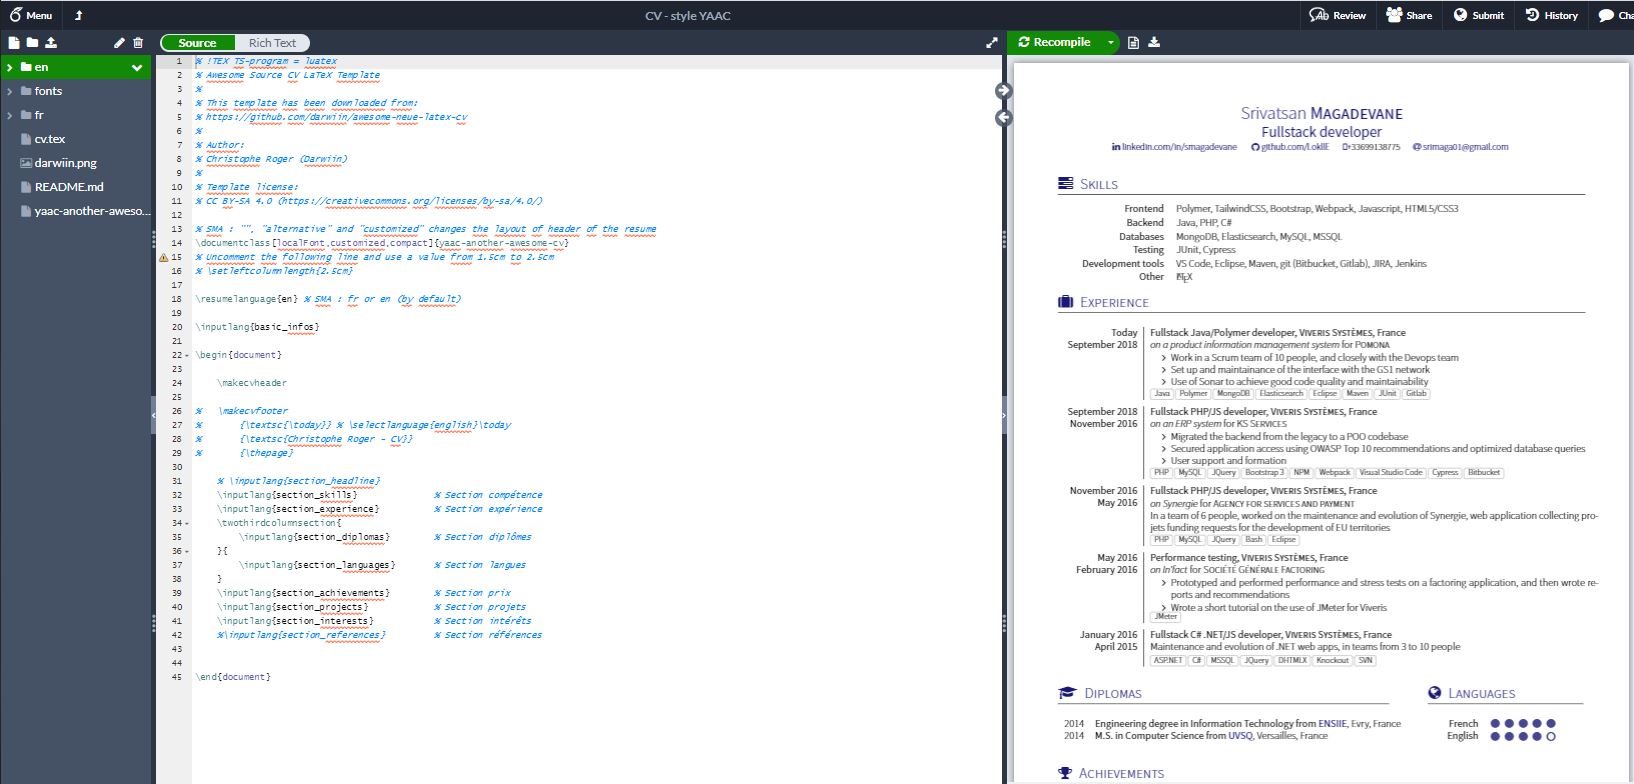 Menu
CV - style YAAC
Review
Share
Submit
History
Cha
Source
Rich Text
Recompile
en
fonts
fr
cv.tex
darwiin.png
README.md
yaac-another-aweso...
1 % !TEX TS-program = luatex
2 % Awesome Source CV LaTeX Template
3 %
4 % This template has been downloaded from:
5 % https://github.com/darwiin/awesome-neue-latex-cv
6 %
7 % Author:
8 % Christophe Roger (Darwiin)
9 %
10 % Template license:
11 % CC BY-SA 4.0 (https://creativecommons.org/licenses/by-sa/4.0/)
12
13 % SMA : "", "alternative" and "customized" changes the layout of header of the resume
14 \documentclass[localFont,customized,compact]{yaac-another-awesome-cv}
15 % Uncomment the following line and use a value from 1.5cm to 2.5cm
16 % \setleftcolumnlength{2.5cm}
17
18 \resumelanguage{en} % SMA : fr or en (by default)
19
20 \inputlang{basic_infos}
21
22 \begin{document}
23
24 \makecvheader
25
26 % \makecvfooter
27 % {\textsc{\today}} % \selectlanguage{english}\today
28 % {\textsc{Christophe Roger - CV}}
29 % {\thepage}
30
31 % \inputlang{section_headline}
32 \inputlang{section_skills} % Section compétence
33 \inputlang{section_experience} % Section expérience
34 \twothirdcolumnsection{
35 \inputlang{section_diplomas} % Section diplômes
36 }{
37 \inputlang{section_languages} % Section langues
38 }
39 \inputlang{section_achievements} % Section prix
40 \inputlang{section_projects} % Section projets
41 \inputlang{section_interests} % Section intérêts
42 %\inputlang{section_references} % Section références
43
44
45 \end{document}
Srivatsan MAGADEVANE
Fullstack developer
linkedin.com/in/smagadevane github.com/LokIIE +33699138775 srimaga01@gmail.com
SKILLS
Frontend Polymer, TailwindCSS, Bootstrap, Webpack, Javascript, HTML5/CSS3
Backend Java, PHP, C#
Databases MongoDB, Elasticsearch, MySQL, MSSQL
Testing JUnit, Cypress
Development tools VS Code, Eclipse, Maven, git (Bitbucket, Gitlab), JIRA, Jenkins
Other LATEX
EXPERIENCE
Today Fullstack Java/Polymer developer, VIVERIS SYSTÈMES, France
September 2018 on a product information management system for POMONA
Work in a Scrum team of 10 people, and closely with the Devops team
Set up and maintainance of the interface with the GS1 network
Use of Sonar to achieve good code quality and maintainability
Java Polymer MongoDB Elasticsearch Eclipse Maven JUnit Gitlab
September 2018 Fullstack PHP/JS developer, VIVERIS SYSTÈMES, France
November 2016 on an ERP system for KS SERVICES
Migrated the backend from the legacy to a POO codebase
Secured application access using OWASP Top 10 recommendations and optimized database queries
User support and formation
PHP MySQL JQuery Bootstrap 3 NPM Webpack Visual Studio Code Cypress Bitbucket
November 2016 Fullstack PHP/JS developer, VIVERIS SYSTÈMES, France
May 2016 on Synergie for AGENCY FOR SERVICES AND PAYMENT
In a team of 6 people, worked on the maintenance and evolution of Synergie, web application collecting pro-
jets funding requests for the development of EU territories
PHP MySQL JQuery Bash Eclipse
May 2016 Performance testing, VIVERIS SYSTÈMES, France
February 2016 on In'fact for SOCIÉTÉ GÉNÉRALE FACTORING
Prototyped and performed performance and stress tests on a factoring application, and then wrote re-
ports and recommendations
Wrote a short tutorial on the use of JMeter for Viveris
JMeter
January 2016 Fullstack C# .NET/JS developer, VIVERIS SYSTÈMES, France
April 2015 Maintenance and evolution of .NET web apps, in teams from 3 to 10 people
ASP.NET C# MSSQL JQuery DHTMLX Knockout SVN
DIPLOMAS
2014 Engineering degree in Information Technology from ENSIIE, Evry, France
2014 M.S. in Computer Science from UVSQ, Versailles, France
LANGUAGES
French
English
ACHIEVEMENTS